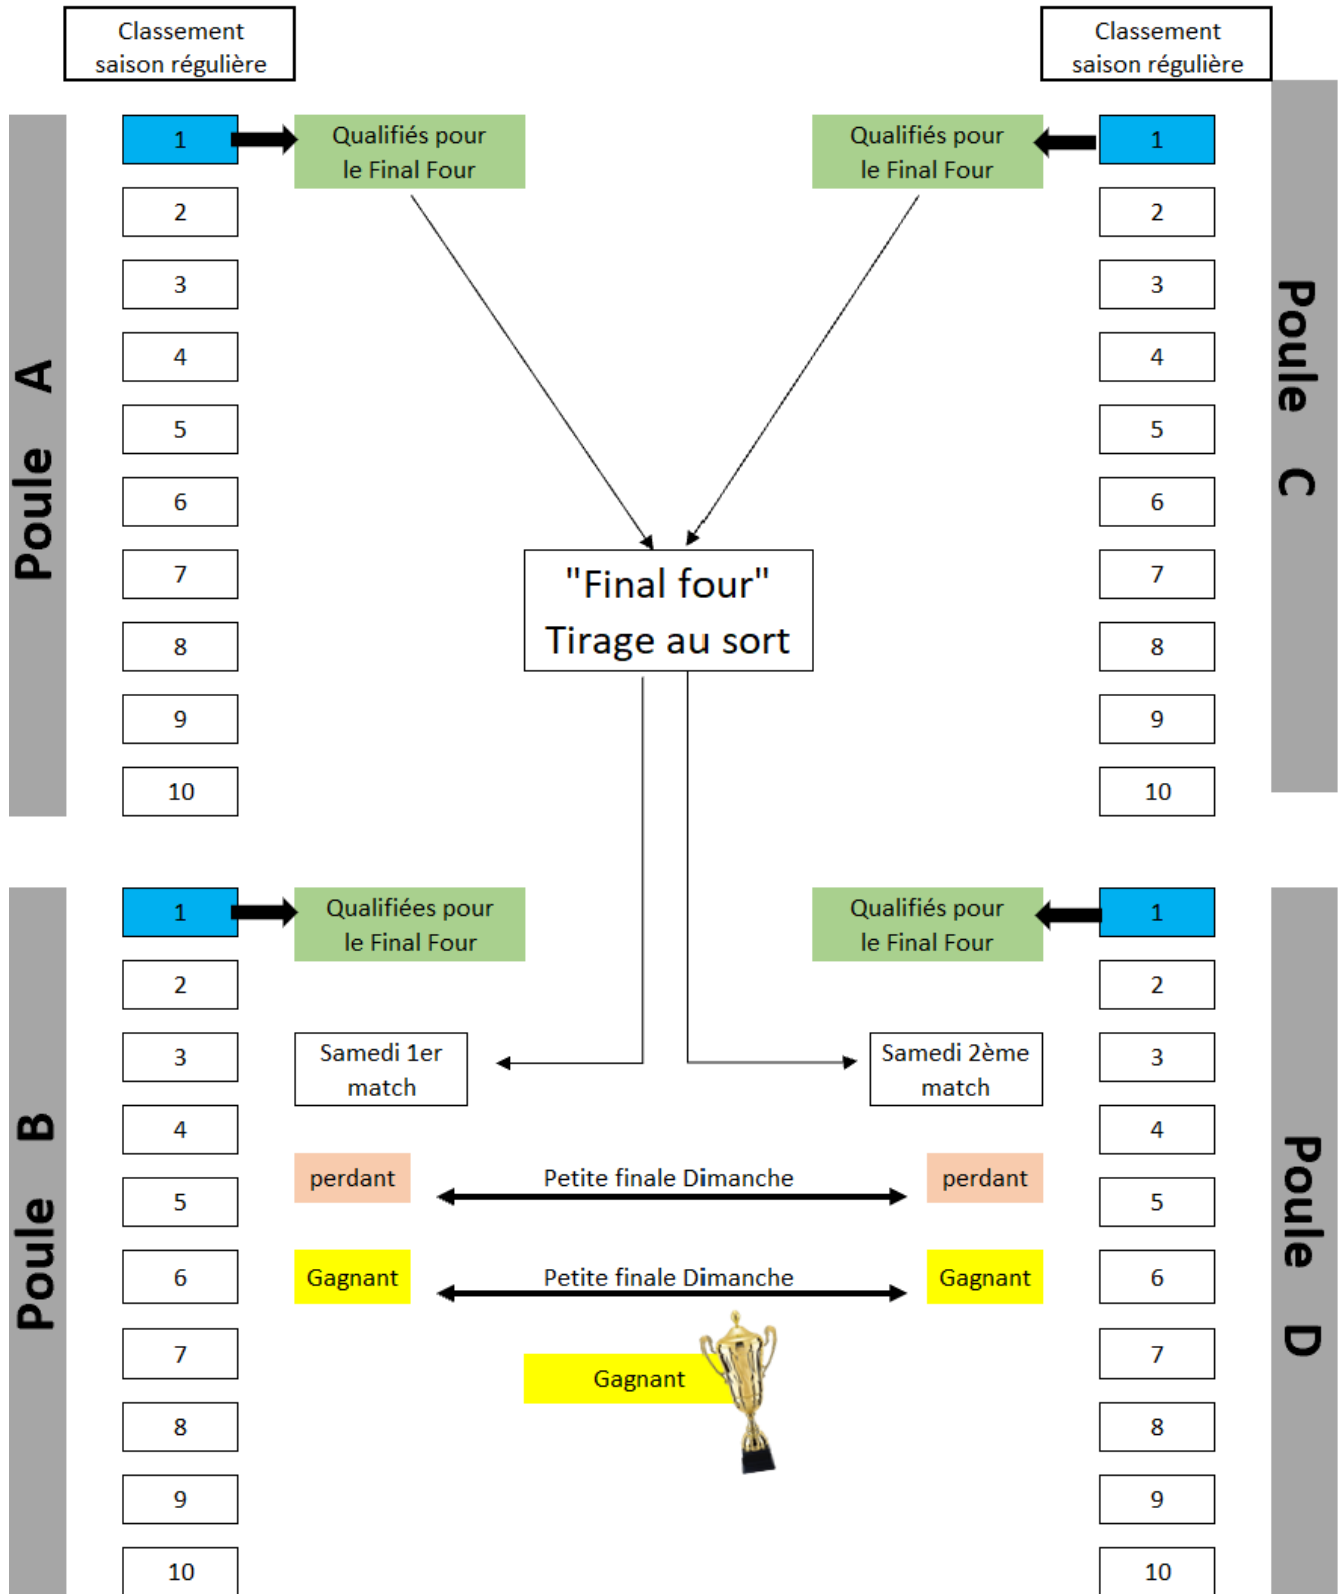 Classement
saison régulière
Classement
saison régulière
Poule A
1
Qualifiés pour
le Final Four
2
3
4
5
6
7
8
9
10
Qualifiés pour
le Final Four
1
2
3
4
5
6
7
8
9
10
Poule C
"Final four"
Tirage au sort
Poule B
1
Qualifiées pour
le Final Four
2
3
4
5
6
7
8
9
10
Qualifiés pour
le Final Four
1
2
3
4
5
6
7
8
9
10
Poule D
Samedi 1er
match
Samedi 2ème
match
perdant
Petite finale Dimanche
perdant
Gagnant
Petite finale Dimanche
Gagnant
Gagnant